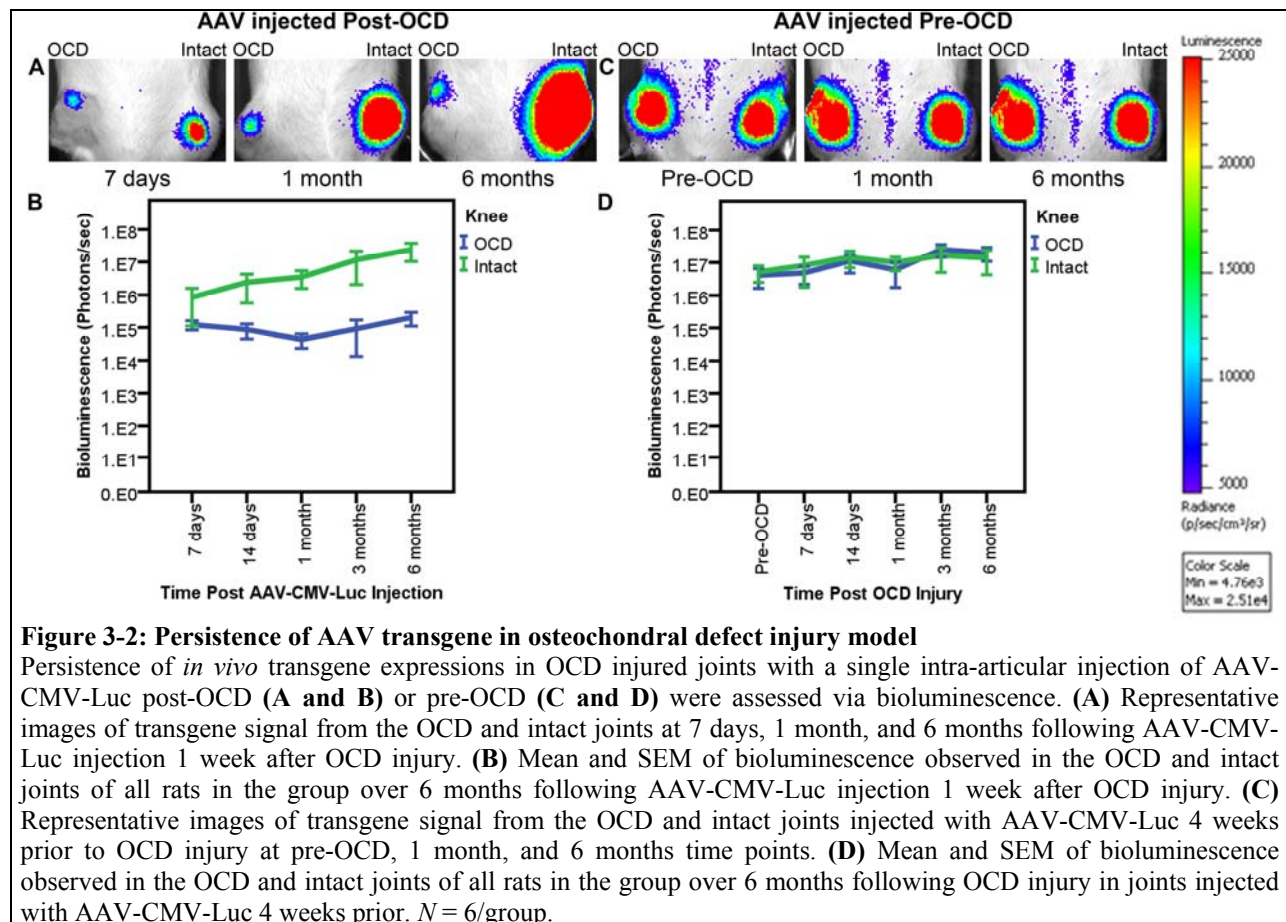 AAV injected Post-OCD
AAV injected Pre-OCD
OCD Intact OCD Intact OCD Intact
OCD Intact OCD Intact OCD Intact
A
C
7 days 1 month 6 months
Pre-OCD 1 month 6 months
B
Bioluminescence (Photons/sec)
1.E8
1.E7
1.E6
1.E5
1.E4
1.E3
1.E2
1.E1
0.E0
7 days
14 days
1 month
3 months
6 months
Time Post AAV-CMV-Luc Injection
Knee
OCD
Intact
D
Bioluminescence (Photons/sec)
1.E8
1.E7
1.E6
1.E5
1.E4
1.E3
1.E2
1.E1
0.E0
Pre-OCD
7 days
14 days
1 month
3 months
6 months
Time Post OCD Injury
Knee
OCD
Intact
Luminescence
25000
20000
15000
10000
5000
Radiance
(p/sec/cm²/sr)
Color Scale
Min = 4.76e3
Max = 2.51e4
Figure 3-2: Persistence of AAV transgene in osteochondral defect injury model
Persistence of in vivo transgene expressions in OCD injured joints with a single intra-articular injection of AAV-
CMV-Luc post-OCD (A and B) or pre-OCD (C and D) were assessed via bioluminescence. (A) Representative
images of transgene signal from the OCD and intact joints at 7 days, 1 month, and 6 months following AAV-CMV-
Luc injection 1 week after OCD injury. (B) Mean and SEM of bioluminescence observed in the OCD and intact
joints of all rats in the group over 6 months following AAV-CMV-Luc injection 1 week after OCD injury. (C)
Representative images of transgene signal from the OCD and intact joints injected with AAV-CMV-Luc 4 weeks
prior to OCD injury at pre-OCD, 1 month, and 6 months time points. (D) Mean and SEM of bioluminescence
observed in the OCD and intact joints of all rats in the group over 6 months following OCD injury in joints injected
with AAV-CMV-Luc 4 weeks prior. N = 6/group.